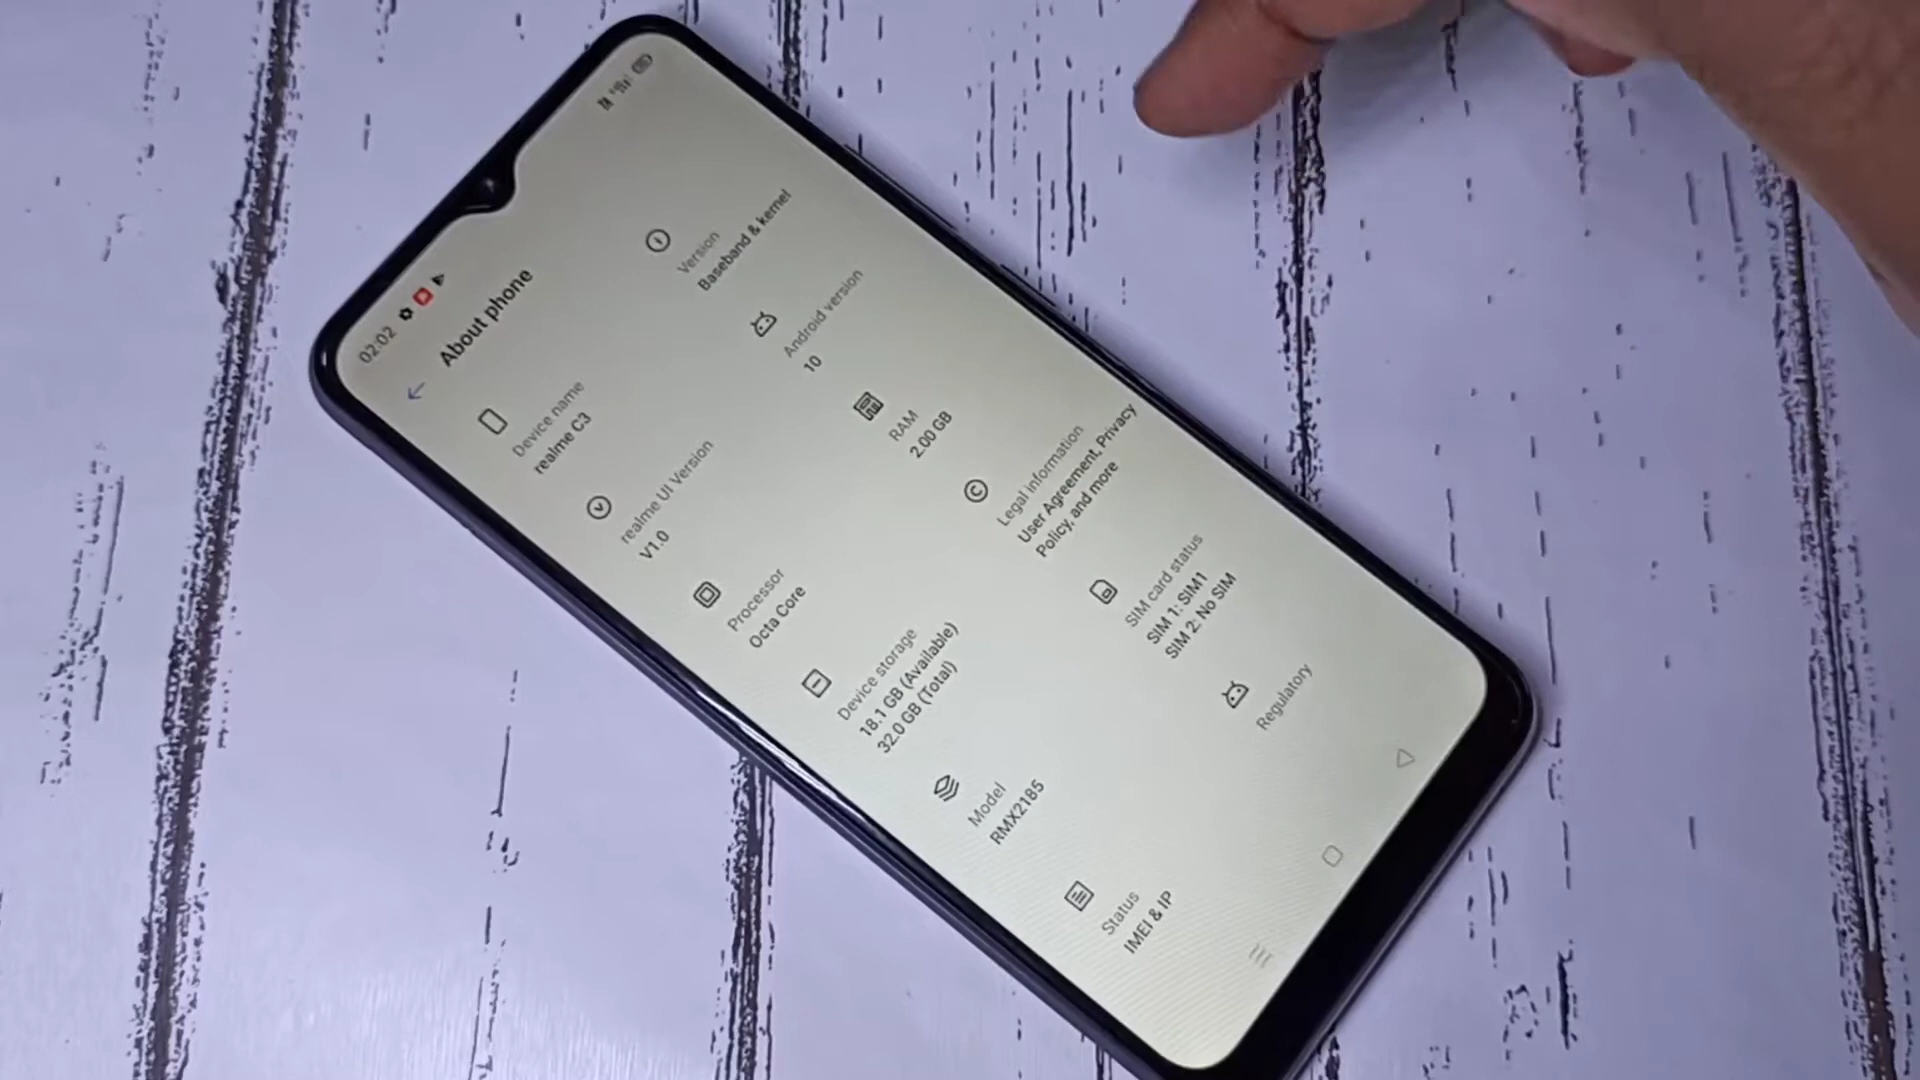 02:02
About phone
Device name
realme C3
Version
Baseband & kernel
realme UI Version
V1.0
Android version
10
Processor
Octa Core
RAM
2.00 GB
Device storage
18.1 GB (Available)
32.0 GB (Total)
Legal information
User Agreement, Privacy
Policy, and more
Model
RMX2185
SIM card status
SIM 1: SIM1
SIM 2: No SIM
Status
IMEI & IP
Regulatory